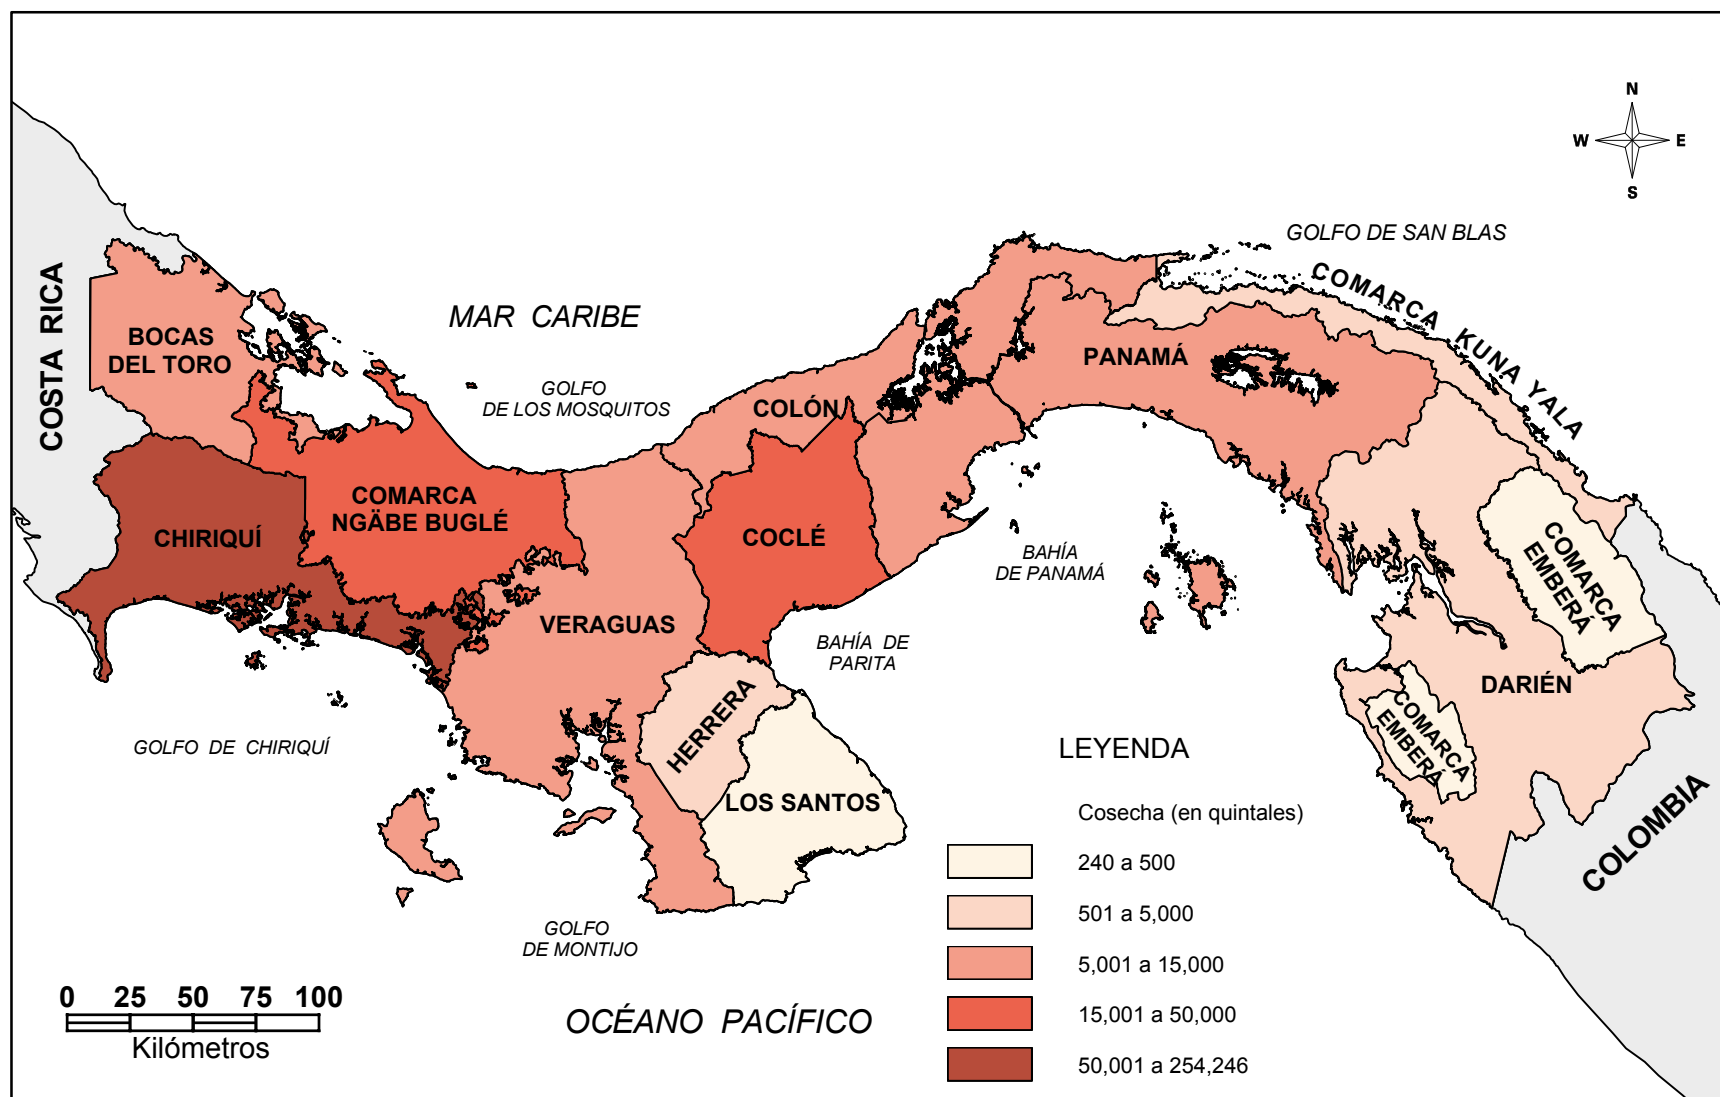 N
W
E
S
GOLFO DE SAN BLAS
COMARCA KUNA YALA
COSTA RICA
MAR CARIBE
BOCAS
DEL TORO
PANAMÁ
GOLFO
DE LOS MOSQUITOS
COLÓN
COMARCA
NGÄBE BUGLÉ
CHIRIQUÍ
COCLÉ
BAHÍA
DE PANAMÁ
COMARCA
EMBERÁ
VERAGUAS
BAHÍA DE
PARITA
DARIÉN
HERRERA
COMARCA
EMBERÁ
GOLFO DE CHIRIQUÍ
LOS SANTOS
COLOMBIA
GOLFO
DE MONTIJO
OCÉANO PACÍFICO
0 25 50 75 100
Kilómetros
LEYENDA
Cosecha (en quintales)
240 a 500
501 a 5,000
5,001 a 15,000
15,001 a 50,000
50,001 a 254,246